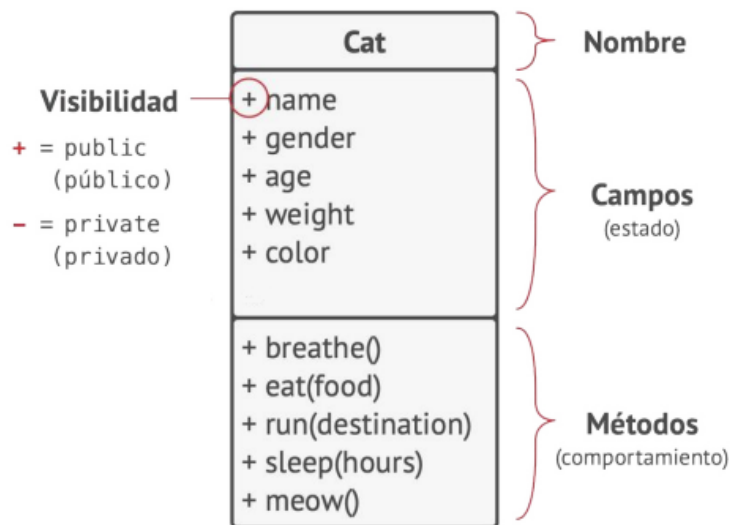 Cat
Nombre
Visibilidad
+ = public
(público)
− = private
(privado)
+ name
+ gender
+ age
+ weight
+ color
Campos
(estado)
+ breathe()
+ eat(food)
+ run(destination)
+ sleep(hours)
+ meow()
Métodos
(comportamiento)